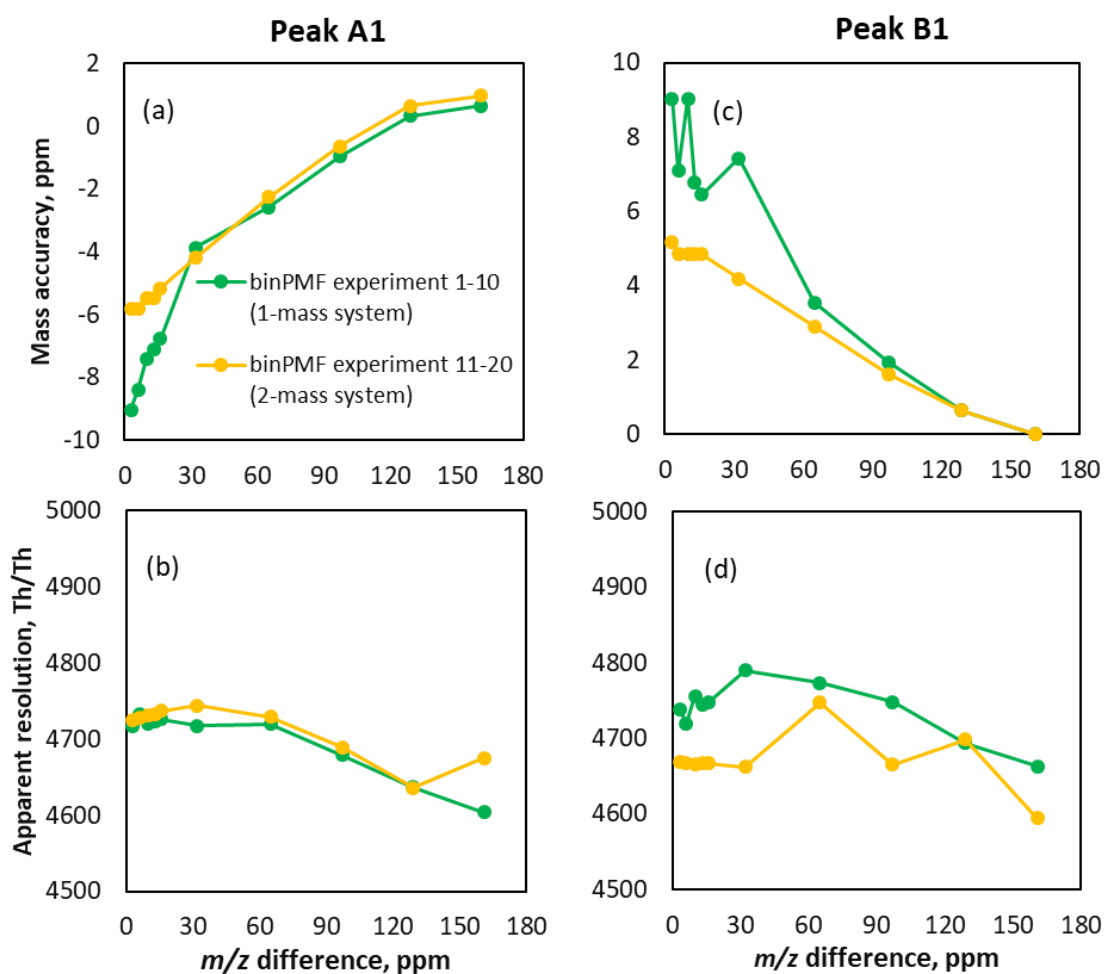 Peak A1
Peak B1
Mass accuracy, ppm
2
0
-2
-4
-6
-8
-10
(a)
binPMF experiment 1-10
(1-mass system)
binPMF experiment 11-20
(2-mass system)
0 30 60 90 120 150 180
10
8
6
4
2
0
(c)
0 30 60 90 120 150 180
Apparent resolution, Th/Th
5000
4900
4800
4700
4600
4500
(b)
0 30 60 90 120 150 180
m/z difference, ppm
5000
4900
4800
4700
4600
4500
(d)
0 30 60 90 120 150 180
m/z difference, ppm